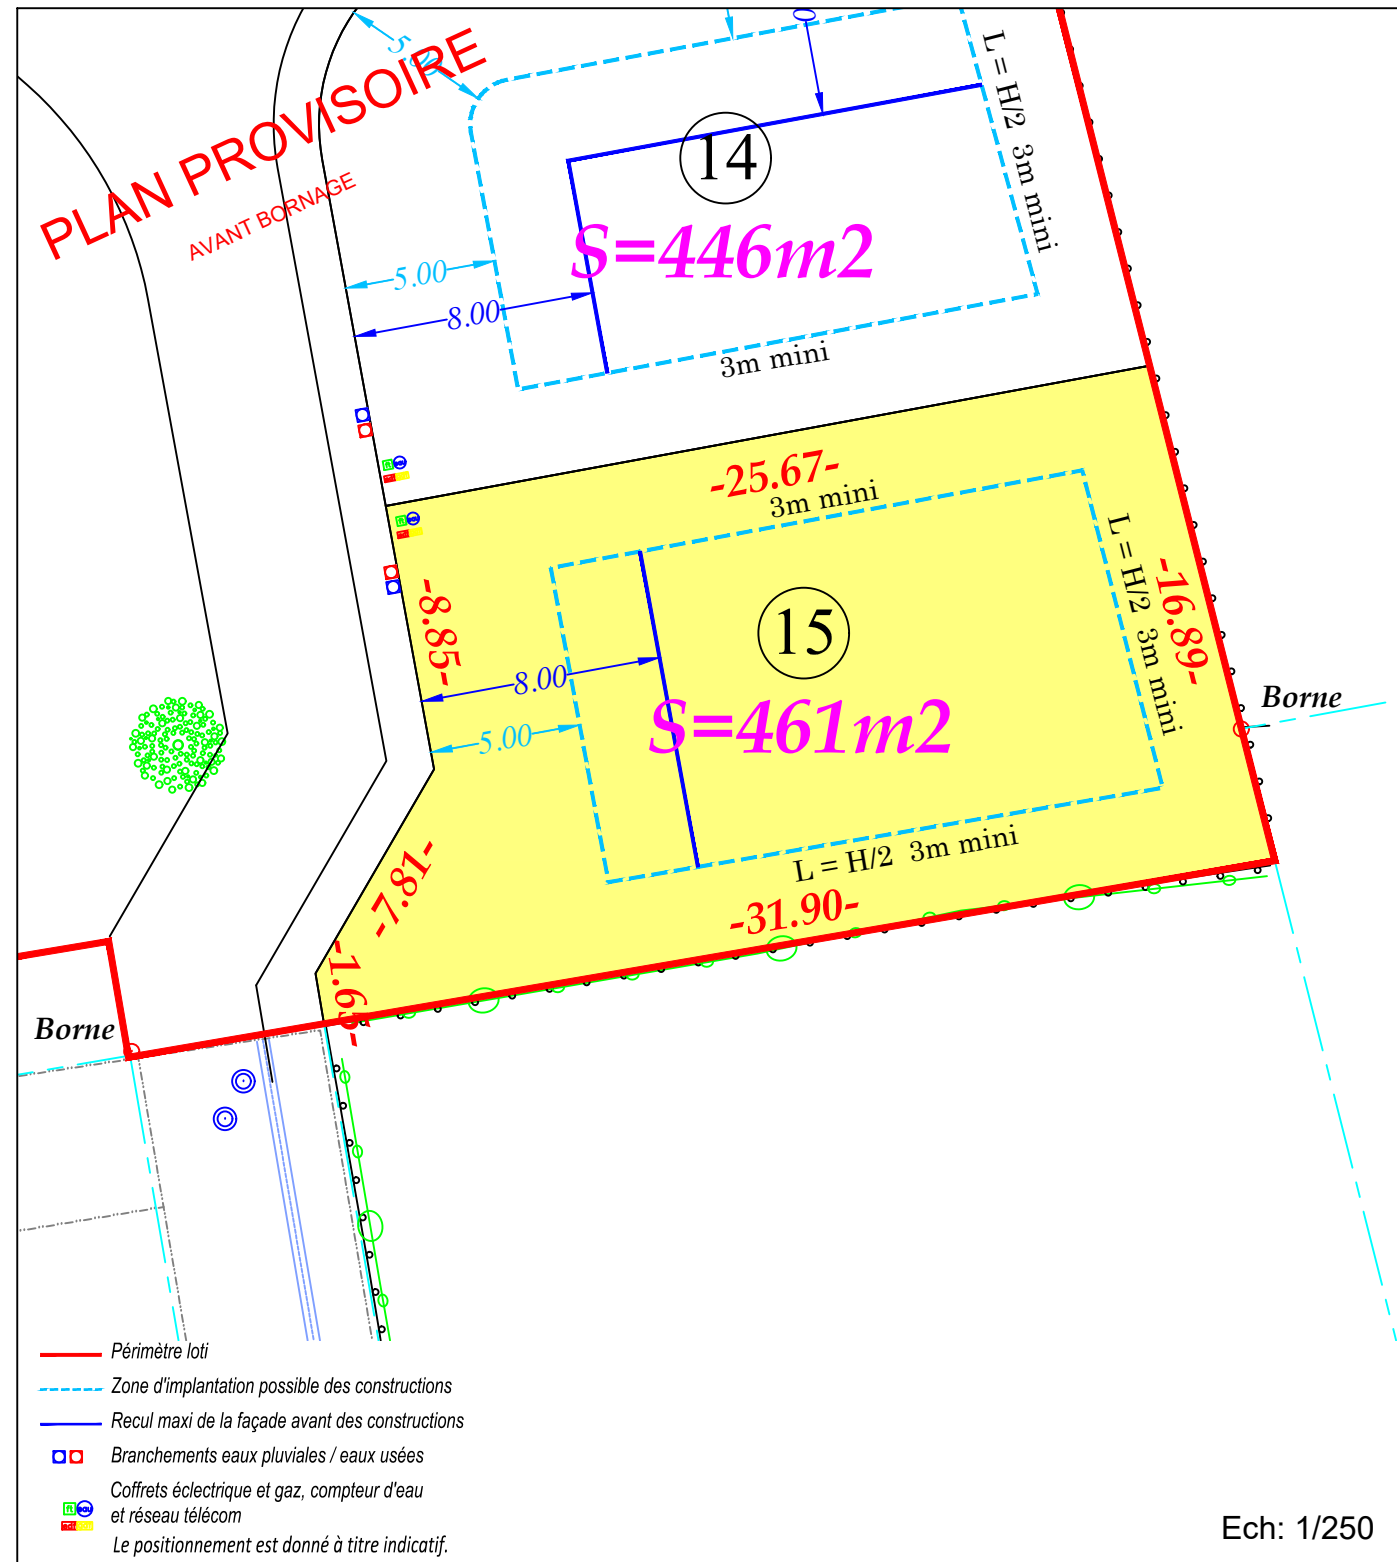 PLAN PROVISOIRE
AVANT BORNAGE
L = H/2  3m mini
14
S=446m2
5.00
8.00
3m mini
-25.67-
3m mini
-8.85-
L = H/2  3m mini
-16.89-
15
8.00
S=461m2
5.00
Borne
L = H/2  3m mini
-7.81-
-31.90-
-1.65-
Borne
Périmètre loti
Zone d'implantation possible des constructions
Recul maxi de la façade avant des constructions
Branchements eaux pluviales / eaux usées
Coffrets éclectrique et gaz, compteur d'eau
et réseau télécom
Le positionnement est donné à titre indicatif.
Ech: 1/250